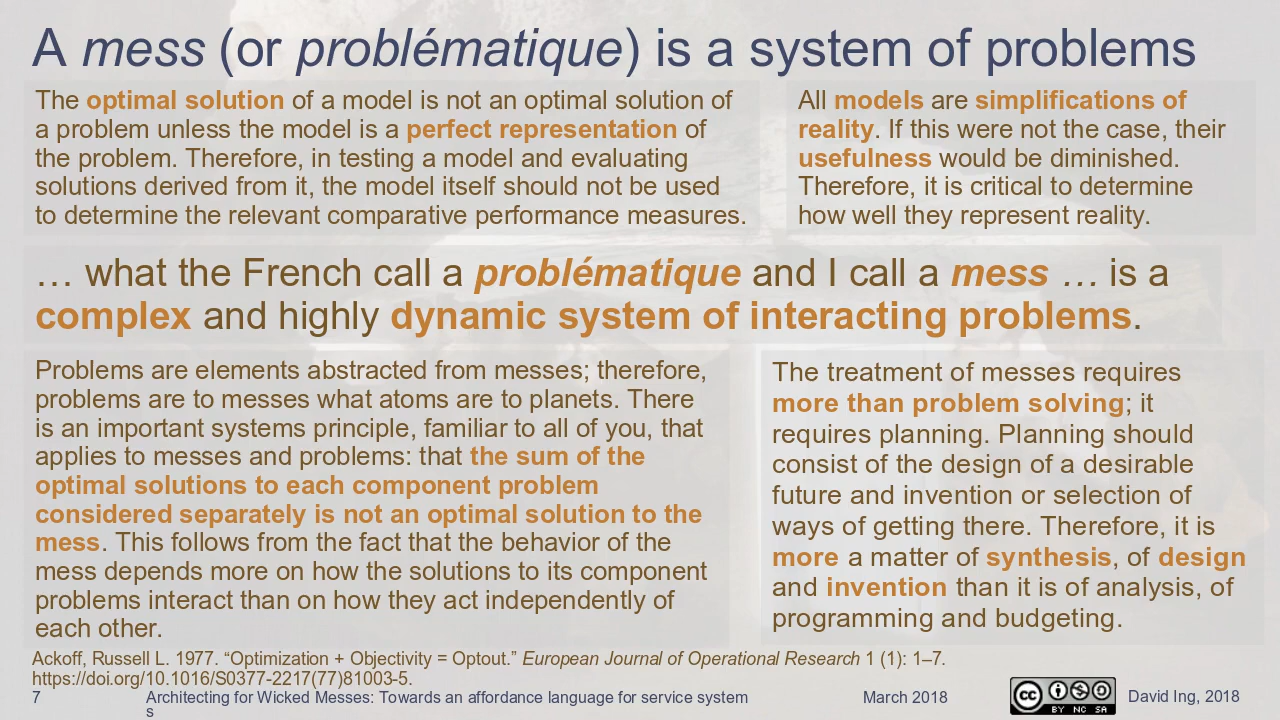 A mess (or problématique) is a system of problems
The optimal solution of a model is not an optimal solution of
a problem unless the model is a perfect representation of
the problem. Therefore, in testing a model and evaluating
solutions derived from it, the model itself should not be used
to determine the relevant comparative performance measures.
All models are simplifications of
reality. If this were not the case, their
usefulness would be diminished.
Therefore, it is critical to determine
how well they represent reality.
… what the French call a problématique and I call a mess … is a
complex and highly dynamic system of interacting problems.
Problems are elements abstracted from messes; therefore,
problems are to messes what atoms are to planets. There
is an important systems principle, familiar to all of you, that
applies to messes and problems: that the sum of the
optimal solutions to each component problem
considered separately is not an optimal solution to the
mess. This follows from the fact that the behavior of the
mess depends more on how the solutions to its component
problems interact than on how they act independently of
each other.
The treatment of messes requires
more than problem solving; it
requires planning. Planning should
consist of the design of a desirable
future and invention or selection of
ways of getting there. Therefore, it is
more a matter of synthesis, of design
and invention than it is of analysis, of
programming and budgeting.
Ackoff, Russell L. 1977. “Optimization + Objectivity = Optout.” European Journal of Operational Research 1 (1): 1–7.
https://doi.org/10.1016/S0377-2217(77)81003-5.
7
Architecting for Wicked Messes: Towards an affordance language for service system
s
March 2018
cc
BY NC SA
David Ing, 2018